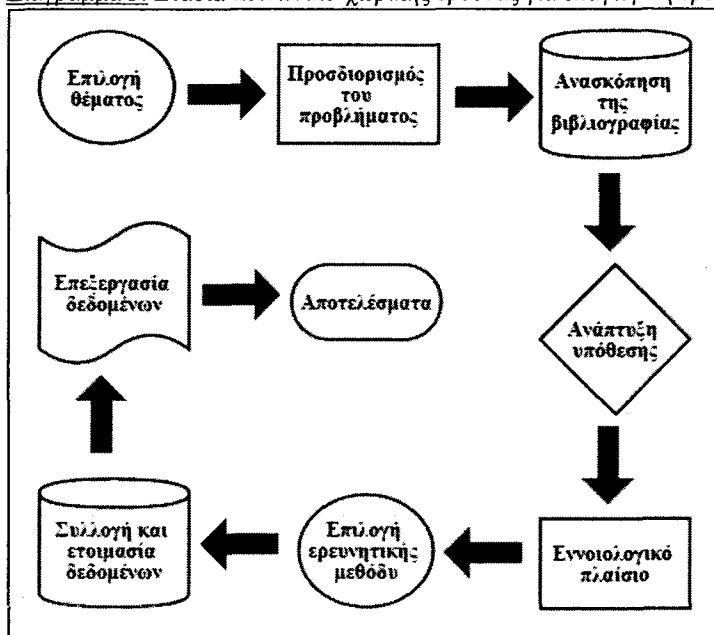 Επιλογή
θέματος
Προσδιορισμός
του
προβλήματος
Ανασκόπηση
της
βιβλιογραφίας
Ανάπτυξη
υπόθεσης
Εννοιολογικό
πλαίσιο
Επιλογή
ερευνητικής
μεθόδυ
Συλλογή και
ετοιμασία
δεδομένων
Επεξεργασία
δεδομένων
Αποτελέσματα